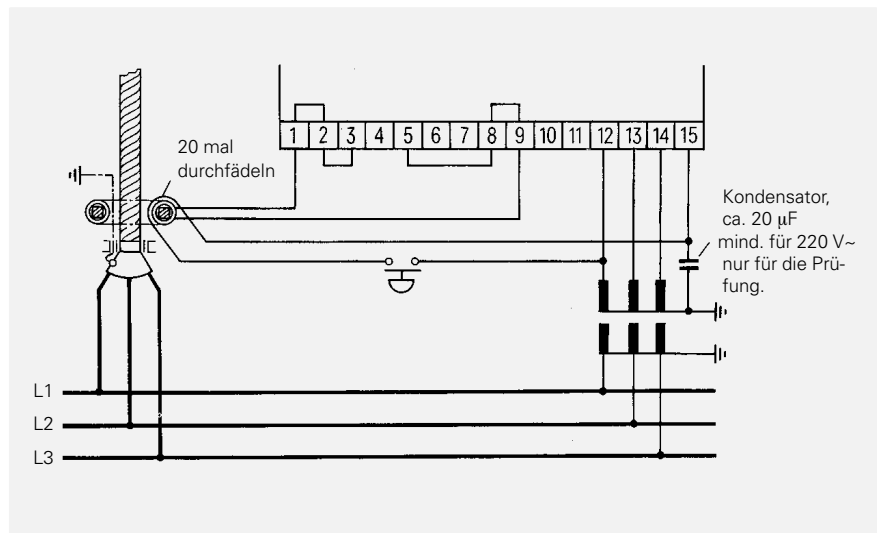 1 2 3 4 5 6 7 8 9 10 11 12 13 14 15
20 mal
durchfädeln
Kondensator,
ca. 20 µF
mind. für 220 V~
nur für die Prü-
fung.
L1
L2
L3